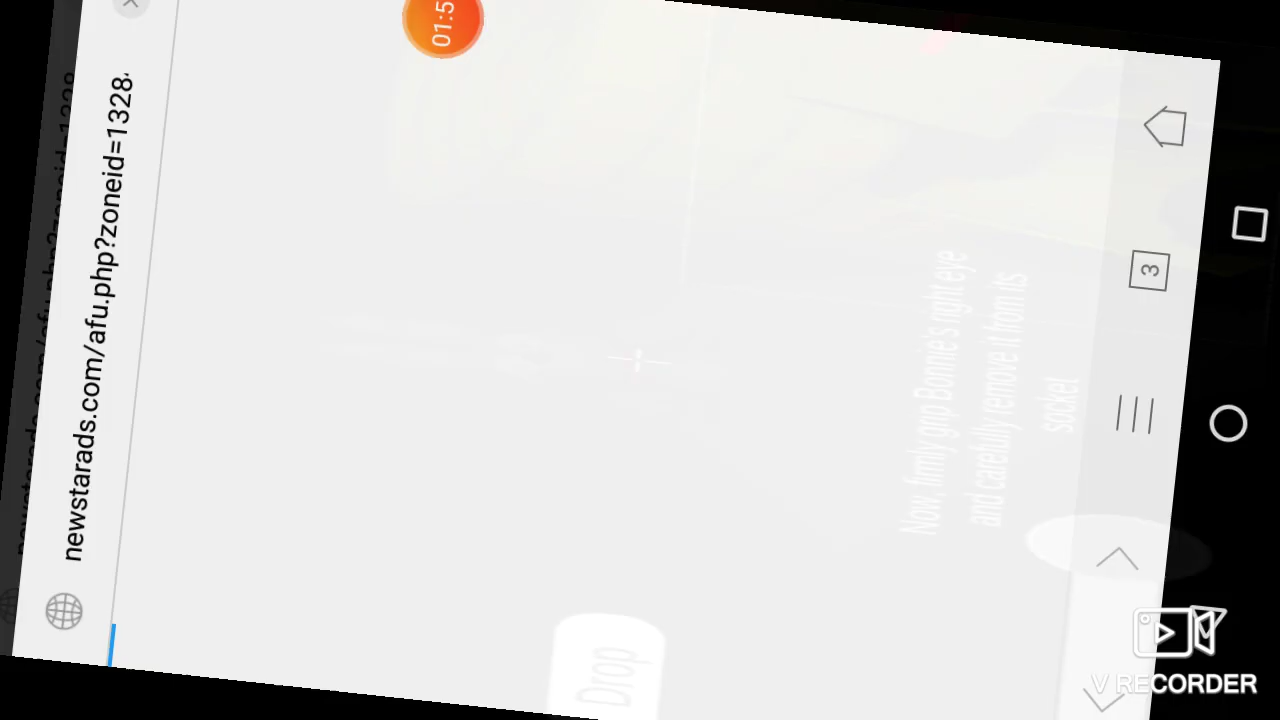 01:5
newstarads.com/afu.php?zoneid=1328
3
Now, firmly grip Bonnie's right eye
and carefully remove it from its
socket
Drop
V RECORDER